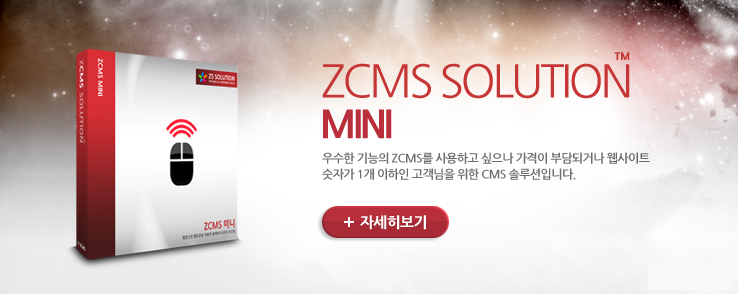 ZCMS SOLUTION™
MINI
우수한 기능의 ZCMS를 사용하고 싶으나 가격이 부담되거나 웹사이트
숫자가 1개 이하인 고객님을 위한 CMS 솔루션입니다.
+ 자세히보기
ZCMS MINI
ZCMS SOLUTION
ZS SOLUTION
ZCMS 미니